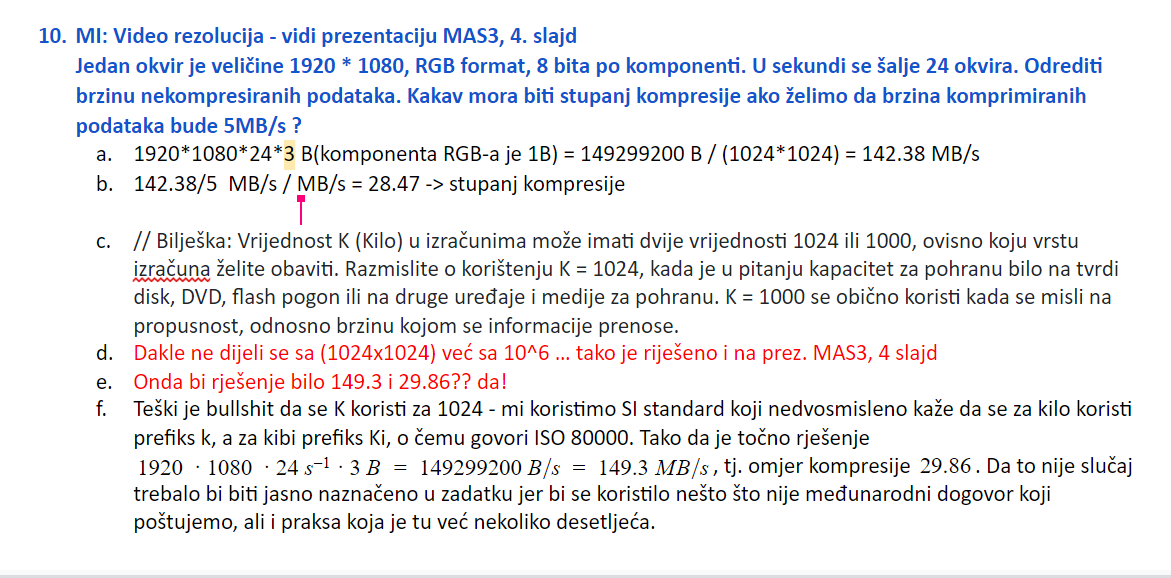 10. MI: Video rezolucija - vidi prezentaciju MAS3, 4. slajd
Jedan okvir je veličine 1920 * 1080, RGB format, 8 bita po komponenti. U sekundi se šalje 24 okvira. Odrediti
brzinu nekompresiranih podataka. Kakav mora biti stupanj kompresije ako želimo da brzina komprimiranih
podataka bude 5MB/s ?
a. 1920*1080*24*3 B(komponenta RGB-a je 1B) = 149299200 B / (1024*1024) = 142.38 MB/s
b. 142.38/5  MB/s / MB/s = 28.47 -> stupanj kompresije
c. // Bilješka: Vrijednost K (Kilo) u izračunima može imati dvije vrijednosti 1024 ili 1000, ovisno koju vrstu
izračuna želite obaviti. Razmislite o korištenju K = 1024, kada je u pitanju kapacitet za pohranu bilo na tvrdi
disk, DVD, flash pogon ili na druge uređaje i medije za pohranu. K = 1000 se obično koristi kada se misli na
propusnost, odnosno brzinu kojom se informacije prenose.
d. Dakle ne dijeli se sa (1024x1024) već sa 10^6 ... tako je riješeno i na prez. MAS3, 4 slajd
e. Onda bi rješenje bilo 149.3 i 29.86?? da!
f. Teški je bullshit da se K koristi za 1024 - mi koristimo SI standard koji nedvosmisleno kaže da se za kilo koristi
prefiks k, a za kibi prefiks Ki, o čemu govori ISO 80000. Tako da je točno rješenje
1920 · 1080 · 24 s⁻¹ · 3 B = 149299200 B/s = 149.3 MB/s, tj. omjer kompresije 29.86. Da to nije slučaj
trebalo bi biti jasno naznačeno u zadatku jer bi se koristilo nešto što nije međunarodni dogovor koji
poštujemo, ali i praksa koja je tu već nekoliko desetljeća.